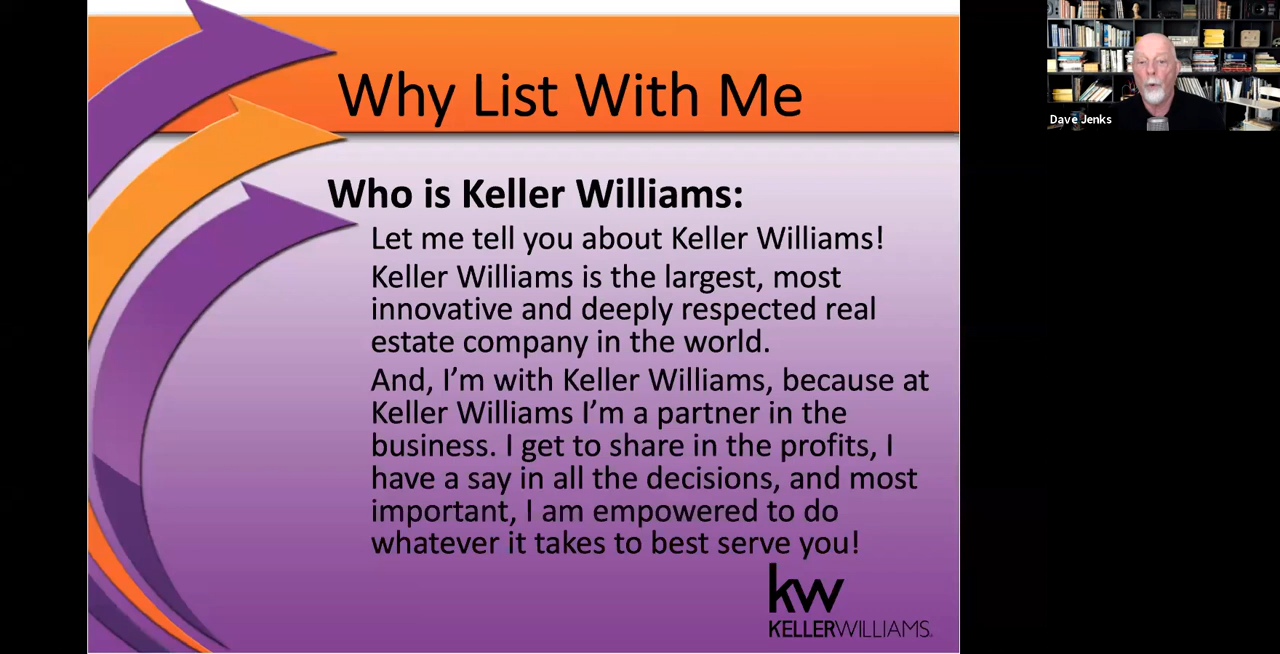 Why List With Me
Dave Jenks
Who is Keller Williams:
Let me tell you about Keller Williams!
Keller Williams is the largest, most
innovative and deeply respected real
estate company in the world.
And, I’m with Keller Williams, because at
Keller Williams I’m a partner in the
business. I get to share in the profits, I
have a say in all the decisions, and most
important, I am empowered to do
whatever it takes to best serve you!
kw
KELLERWILLIAMS.